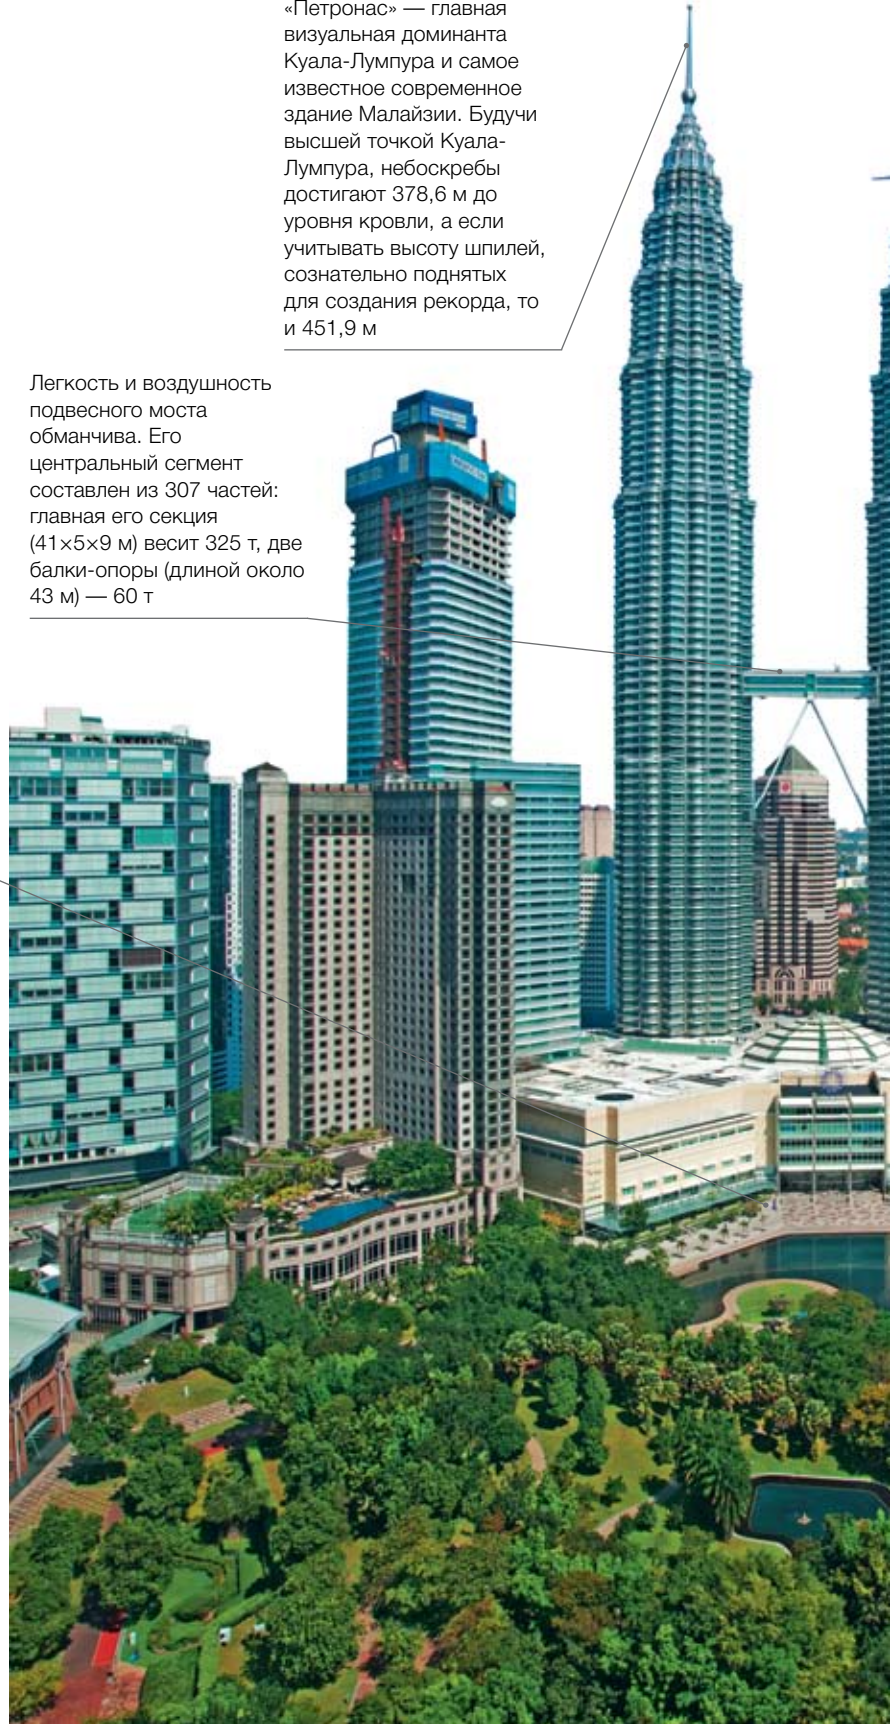 «Петронас» — главная
визуальная доминанта
Куала-Лумпура и самое
известное современное
здание Малайзии. Будучи
высшей точкой Куала-
Лумпура, небоскребы
достигают 378,6 м до
уровня кровли, а если
учитывать высоту шпилей,
сознательно поднятых
для создания рекорда, то
и 451,9 м
Легкость и воздушность
подвесного моста
обманчива. Его
центральный сегмент
составлен из 307 частей:
главная его секция
(41×5×9 м) весит 325 т, две
балки-опоры (длиной около
43 м) — 60 т